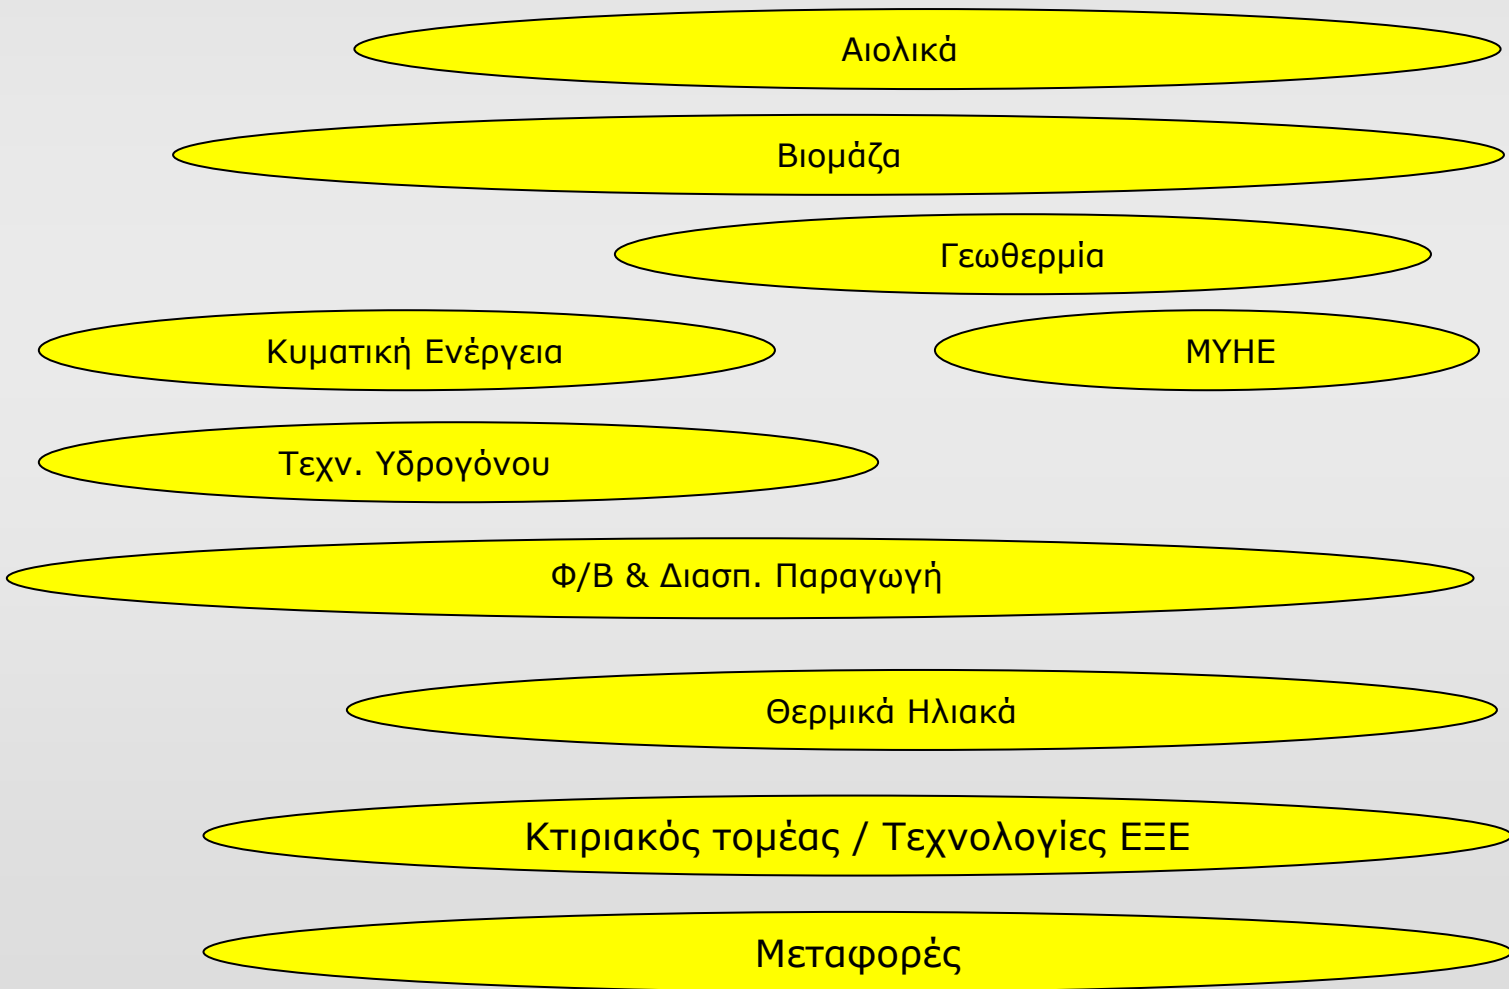 Αιολικά
Βιομάζα
Γεωθερμία
Κυματική Ενέργεια
ΜΥΗΕ
Τεχν. Υδρογόνου
Φ/Β & Διασπ. Παραγωγή
Θερμικά Ηλιακά
Κτιριακός τομέας / Τεχνολογίες ΕΞΕ
Μεταφορές